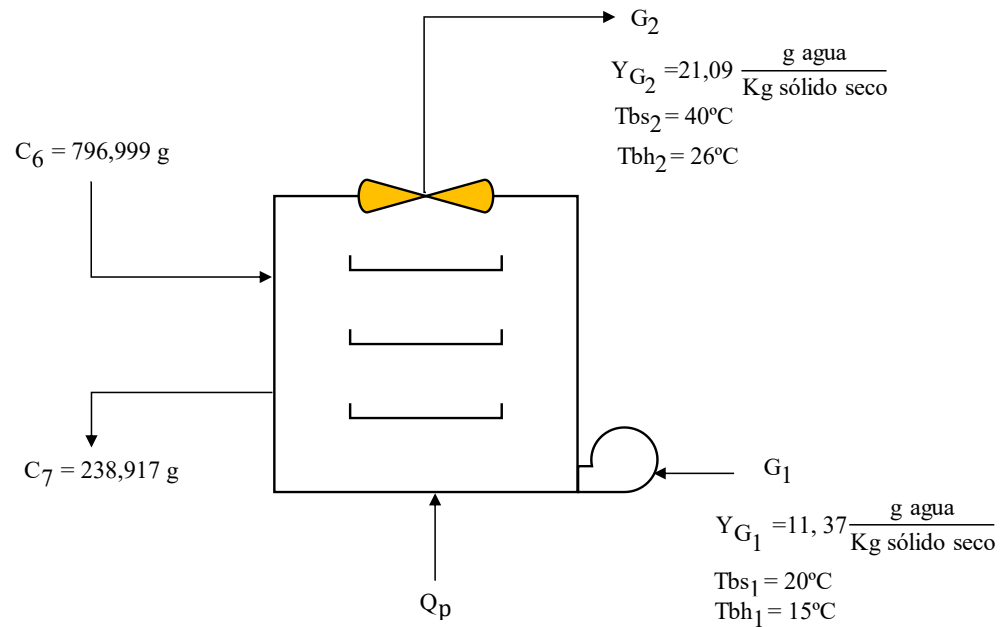 G2
YG2 =21,09 g agua
Kg sólido seco
Tbs2 = 40ºC
Tbh2 = 26ºC
C6 = 796,999 g
C7 = 238,917 g
G1
YG1 =11, 37 g agua
Kg sólido seco
Tbs1 = 20ºC
Tbh1 = 15ºC
Qp